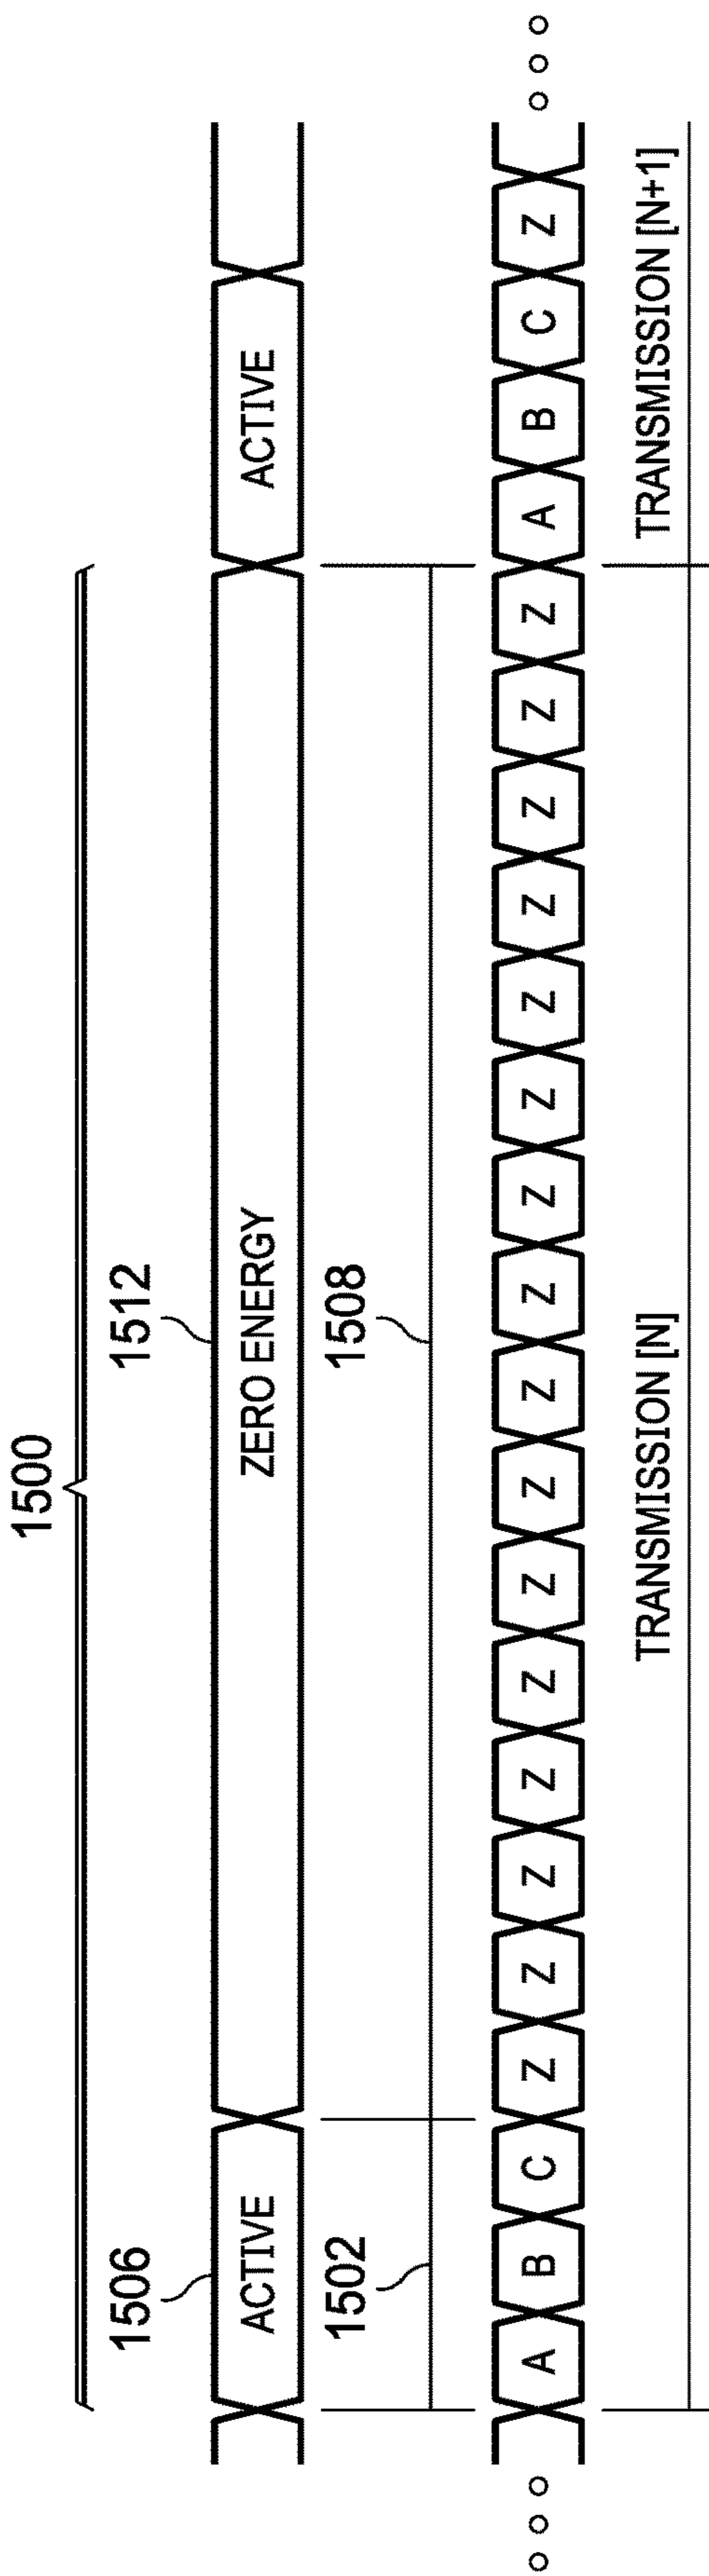 1500
1506 1512
ACTIVE ZERO ENERGY ACTIVE
1502 1508
A B C Z Z Z Z Z Z Z Z Z Z Z Z Z Z Z Z A B C Z
TRANSMISSION [N] TRANSMISSION [N+1]